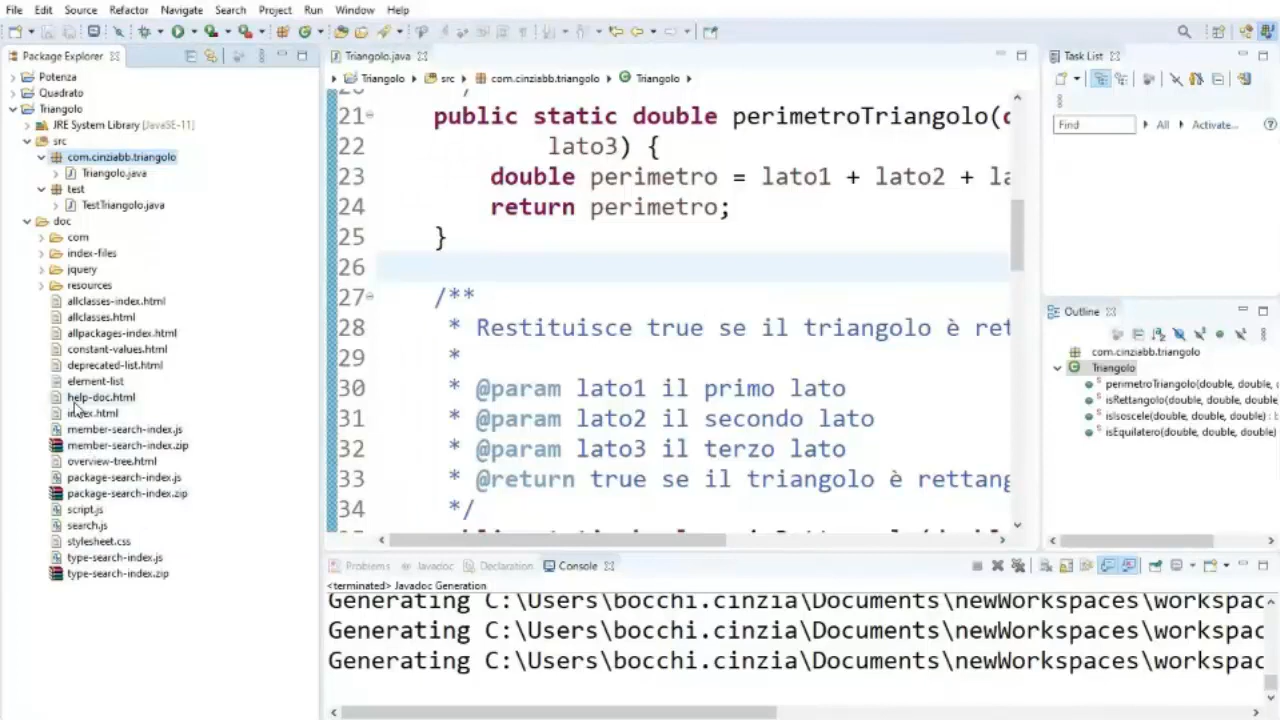 File Edit Source Refactor Navigate Search Project Run Window Help
Package Explorer
Potenza
Quadrato
Triangolo
JRE System Library [JavaSE-11]
src
com.cinziabb.triangolo
Triangolo.java
test
TestTriangolo.java
doc
com
index-files
jquery
resources
allclasses-index.html
allclasses.html
allpackages-index.html
constant-values.html
deprecated-list.html
element-list
help-doc.html
index.html
member-search-index.js
member-search-index.zip
overview-tree.html
package-search-index.js
package-search-index.zip
script.js
search.js
stylesheet.css
type-search-index.js
type-search-index.zip
Triangolo.java
Triangolo src com.cinziabb.triangolo Triangolo
21 public static double perimetroTriangolo(
22 lato3) {
23 double perimetro = lato1 + lato2 + la
24 return perimetro;
25 }
26
27 /**
28 * Restituisce true se il triangolo è ret
29 *
30 * @param lato1 il primo lato
31 * @param lato2 il secondo lato
32 * @param lato3 il terzo lato
33 * @return true se il triangolo è rettang
34 */
Problems Javadoc Declaration Console
<terminated> Javadoc Generation
Generating C:\Users\bocchi.cinzia\Documents\newWorkspaces\workspac
Generating C:\Users\bocchi.cinzia\Documents\newWorkspaces\workspac
Generating C:\Users\bocchi.cinzia\Documents\newWorkspaces\workspac
Task List
Find All Activate...
Outline
com.cinziabb.triangolo
Triangolo
perimetroTriangolo(double, double, d
isRettangolo(double, double, double)
isIsoscele(double, double, double) : b
isEquilatero(double, double, double)